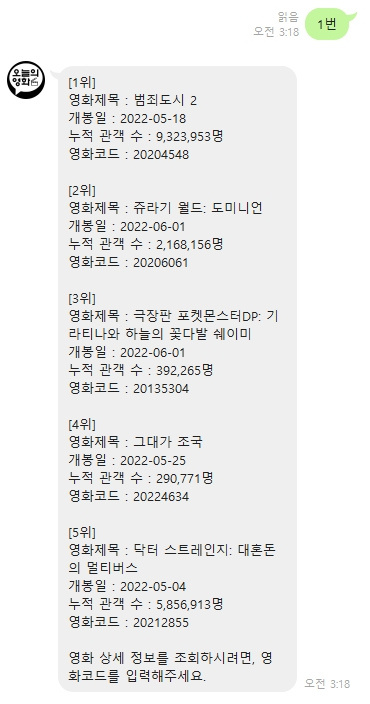 읽음
오전 3:18
1번
오늘의
영화
[1위]
영화제목 : 범죄도시 2
개봉일 : 2022-05-18
누적 관객 수 : 9,323,953명
영화코드 : 20204548
[2위]
영화제목 : 쥬라기 월드: 도미니언
개봉일 : 2022-06-01
누적 관객 수 : 2,168,156명
영화코드 : 20206061
[3위]
영화제목 : 극장판 포켓몬스터DP: 기
라티나와 하늘의 꽃다발 쉐이미
개봉일 : 2022-06-01
누적 관객 수 : 392,265명
영화코드 : 20135304
[4위]
영화제목 : 그대가 조국
개봉일 : 2022-05-25
누적 관객 수 : 290,771명
영화코드 : 20224634
[5위]
영화제목 : 닥터 스트레인지: 대혼돈
의 멀티버스
개봉일 : 2022-05-04
누적 관객 수 : 5,856,913명
영화코드 : 20212855
영화 상세 정보를 조회하시려면, 영
화코드를 입력해주세요.
오전 3:18